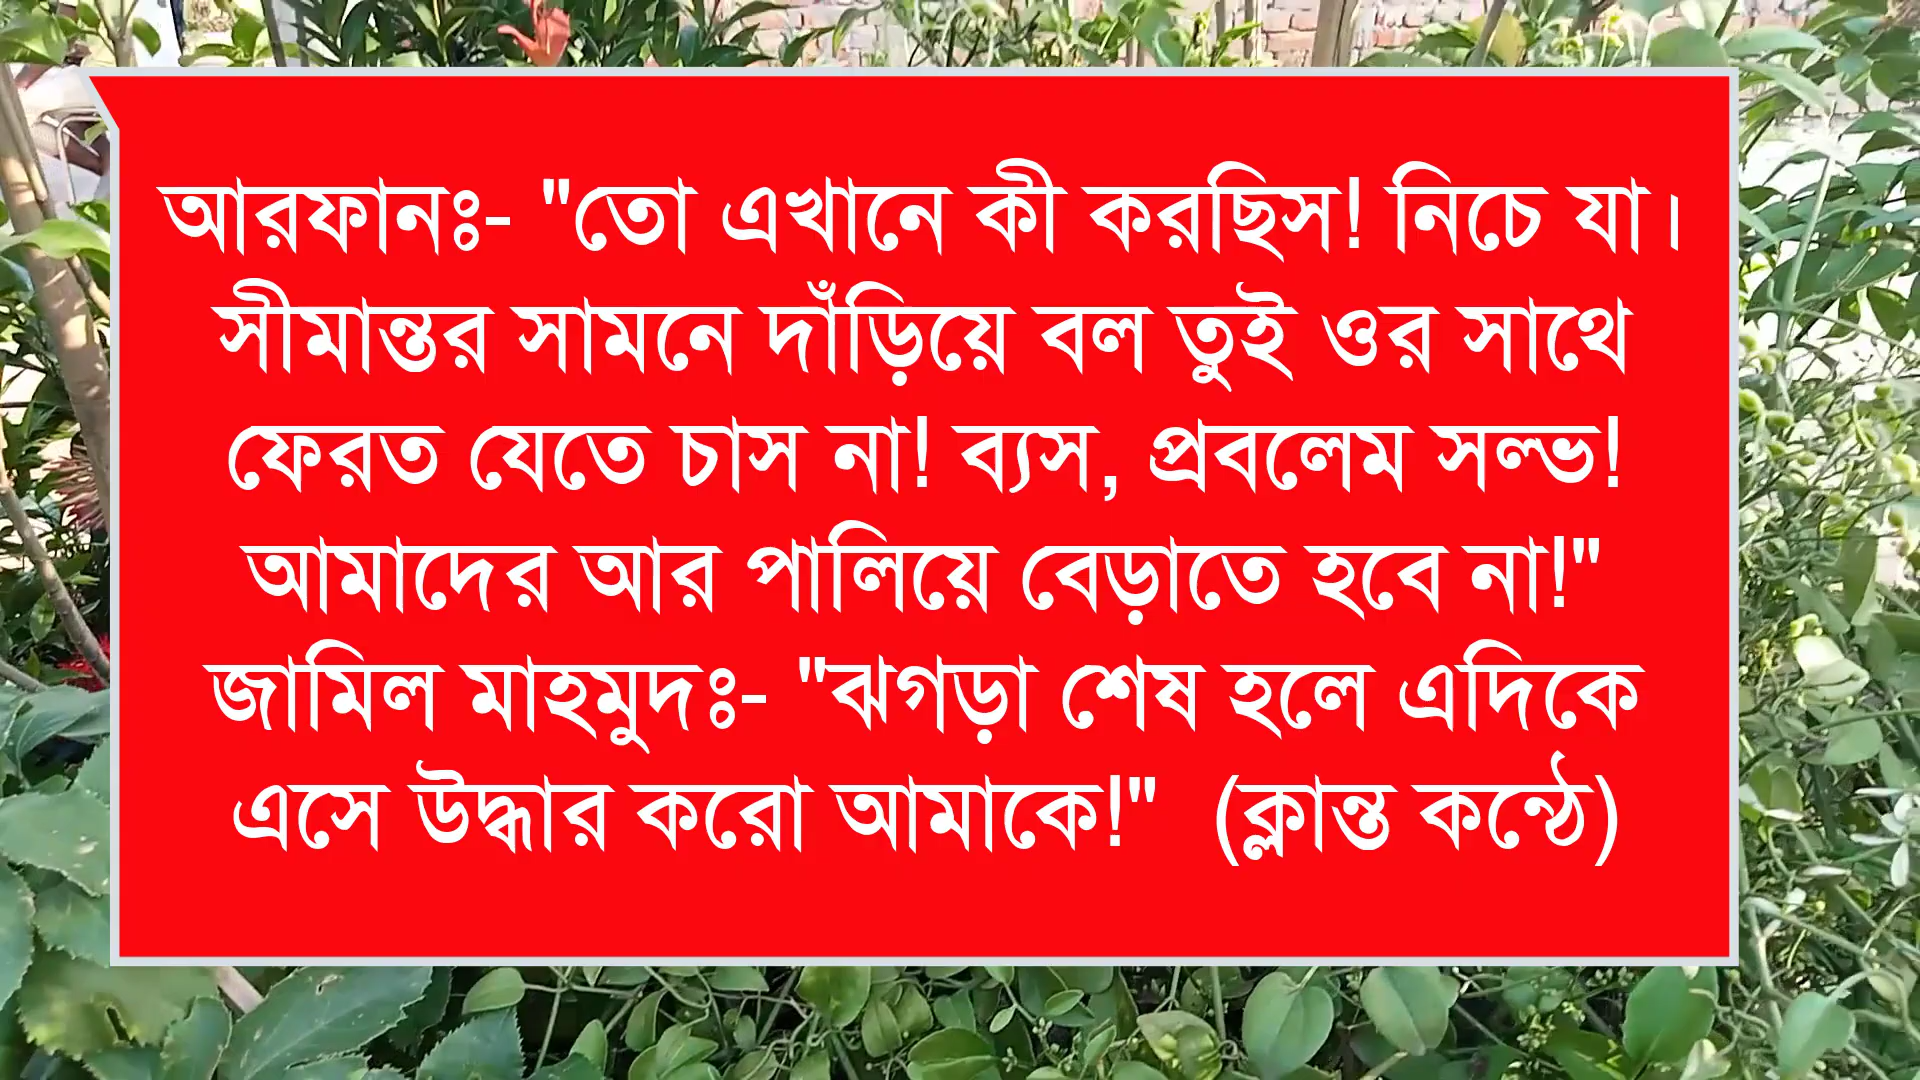 আরফানঃ- "তো এখানে কী করছিস! নিচে যা।
সীমান্তর সামনে দাঁড়িয়ে বল তুই ওর সাথে
ফেরত যেতে চাস না! ব্যস, প্রবলেম সল্ভ!
আমাদের আর পালিয়ে বেড়াতে হবে না!"
জামিল মাহমুদঃ- "ঝগড়া শেষ হলে এদিকে
এসে উদ্ধার করো আমাকে!" (ক্লান্ত কন্ঠে)